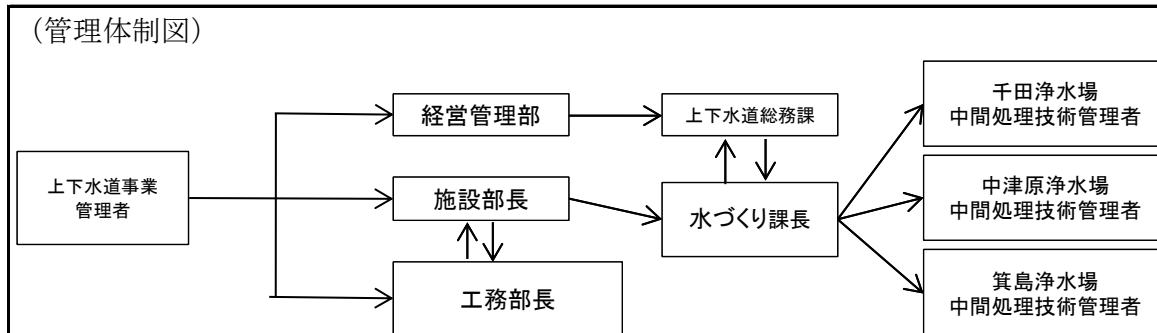 (管理体制図)
経営管理部
上下水道総務課
千田浄水場
中間処理技術管理者
上下水道事業
管理者
施設部長
水づくり課長
中津原浄水場
中間処理技術管理者
工務部長
箕島浄水場
中間処理技術管理者